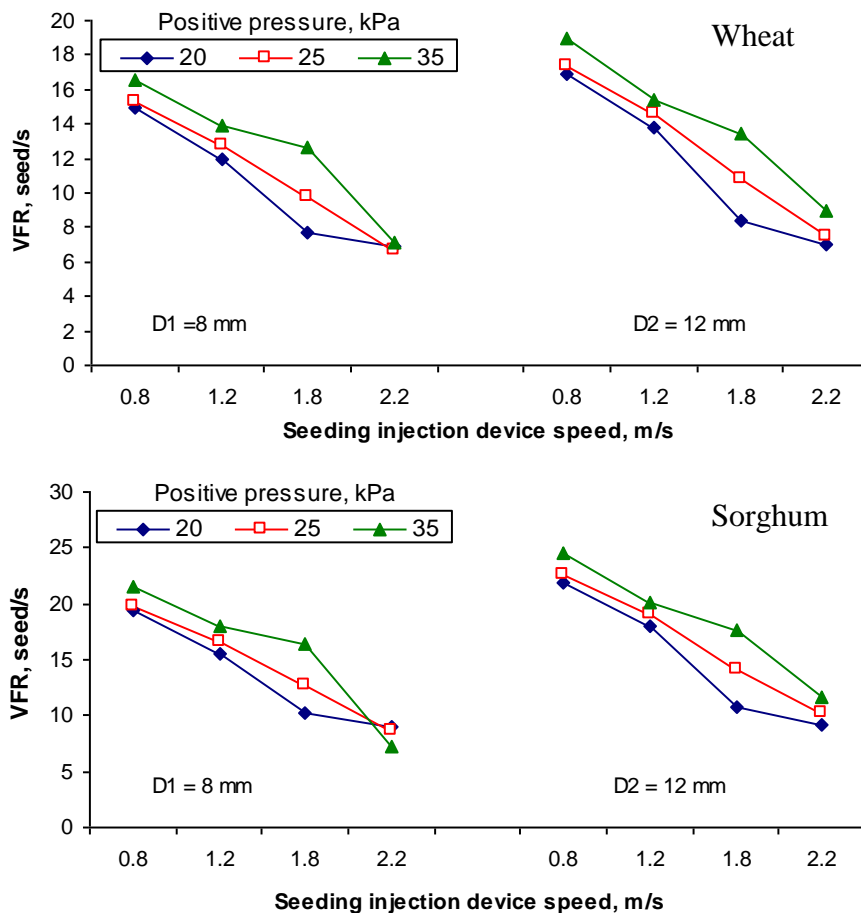 Positive pressure, kPa
20 25 35
Wheat
VFR, seed/s
20
18
16
14
12
10
8
6
4
2
0
D1 =8 mm
D2 = 12 mm
0.8 1.2 1.8 2.2 0.8 1.2 1.8 2.2
Seeding injection device speed, m/s
Positive pressure, kPa
20 25 35
Sorghum
VFR, seed/s
30
25
20
15
10
5
0
D1 = 8 mm
D2 = 12 mm
0.8 1.2 1.8 2.2 0.8 1.2 1.8 2.2
Seeding injection device speed, m/s